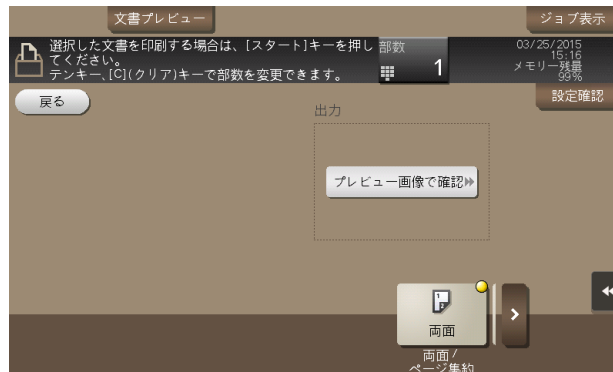 文書プレビュー
ジョブ表示
選択した文書を印刷する場合は、[スタート]キーを押し
てください。
テンキー、[C](クリア)キーで部数を変更できます。
部数
1
03/25/2015
15:16
メモリー残量
99%
戻る
設定確認
出力
プレビュー画像で確認
1
2
両面
両面/
ページ集約